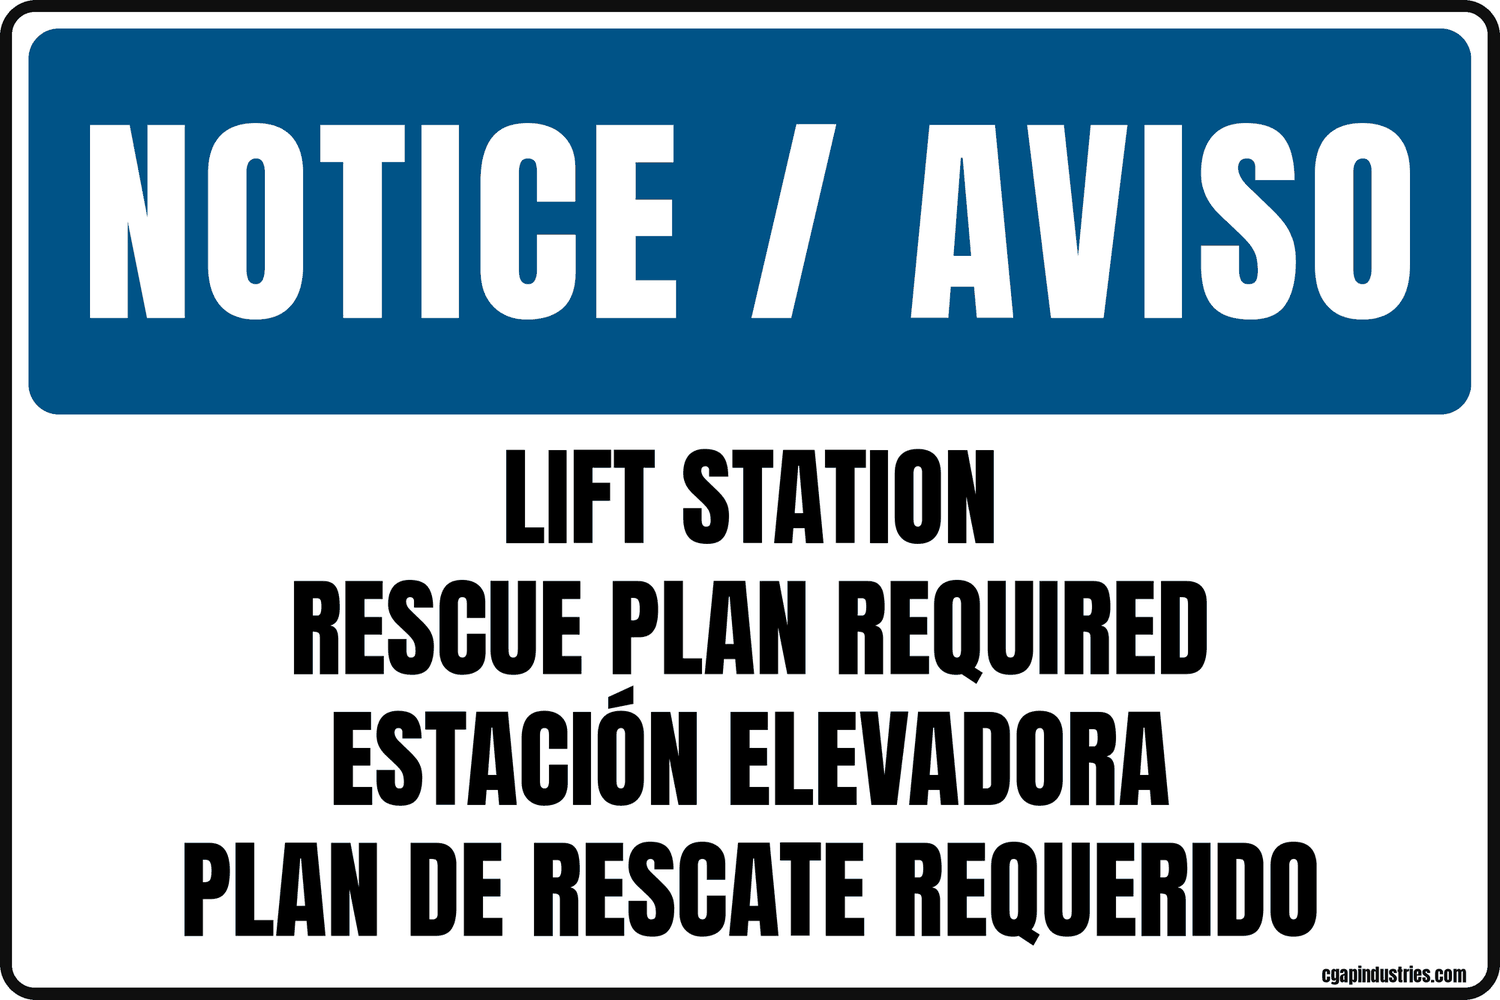 NOTICE / AVISO
LIFT STATION
RESCUE PLAN REQUIRED
ESTACIÓN ELEVADORA
PLAN DE RESCATE REQUERIDO
cgapindustries.com